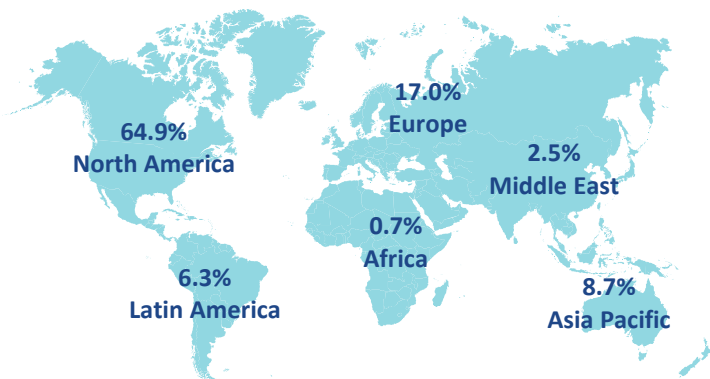 17.0%
Europe
64.9%
North America
2.5%
Middle East
0.7%
Africa
6.3%
Latin America
8.7%
Asia Pacific